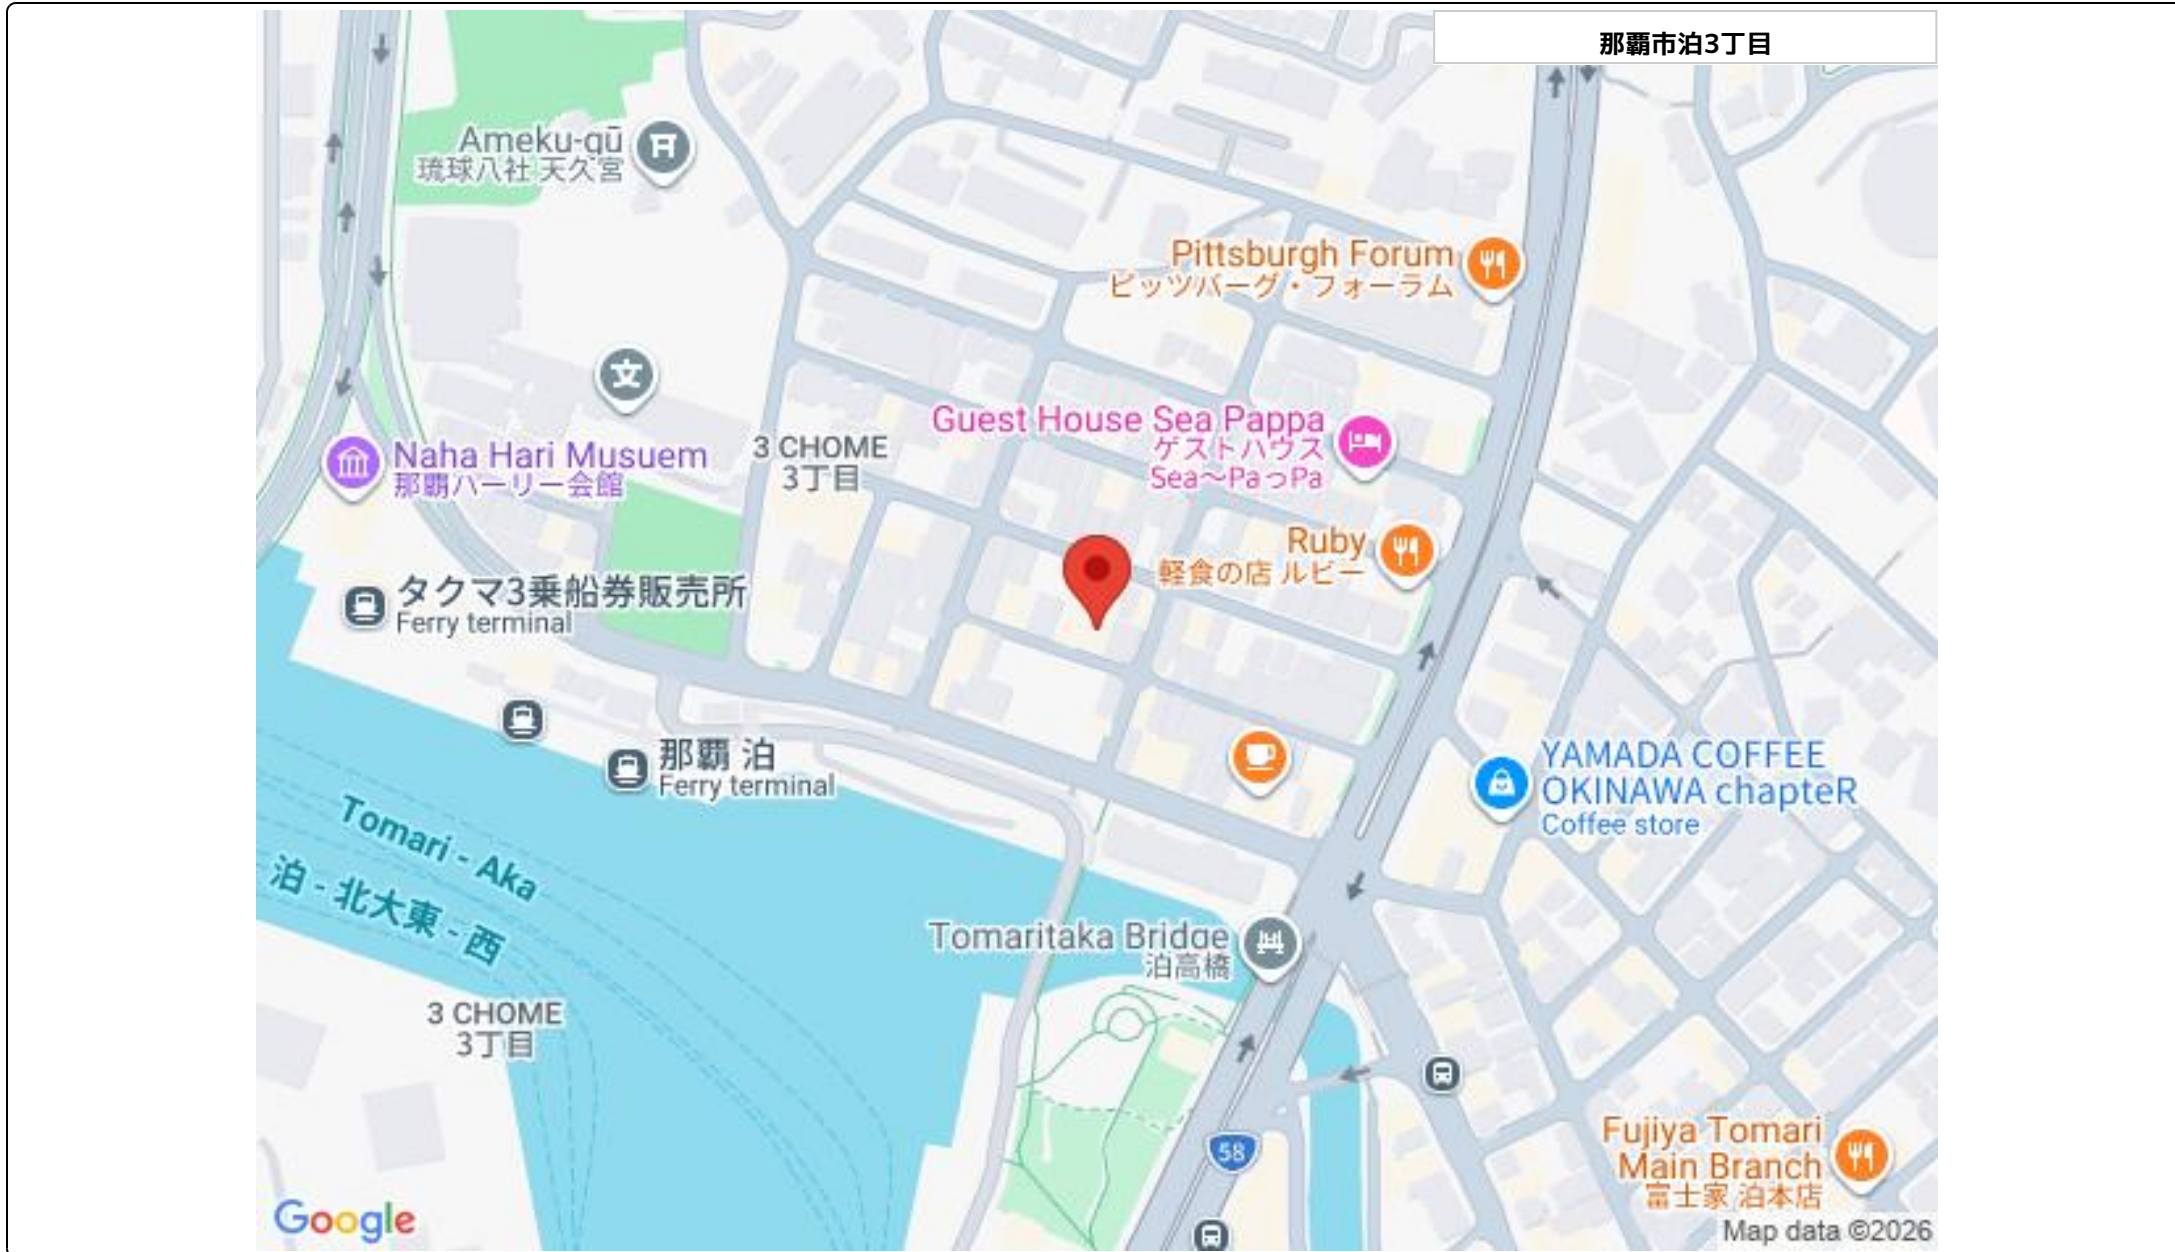 那覇市泊3丁目
Ameku-gū
琉球八社 天久宮
Pittsburgh Forum
ピッツバーグ・フォーラム
文
Guest House Sea Pappa
ゲストハウス
Sea～PaっPa
3 CHOME
3丁目
Naha Hari Musuem
那覇ハーリー会館
Ruby
軽食の店 ルビー
タクマ3乗船券販売所
Ferry terminal
那覇 泊
Ferry terminal
YAMADA COFFEE
OKINAWA chapteR
Coffee store
Tomari - Aka
泊 - 北大東 - 西
Tomaritaka Bridge
泊高橋
3 CHOME
3丁目
58
Fujiya Tomari
Main Branch
富士家 泊本店
Google
Map data ©2026